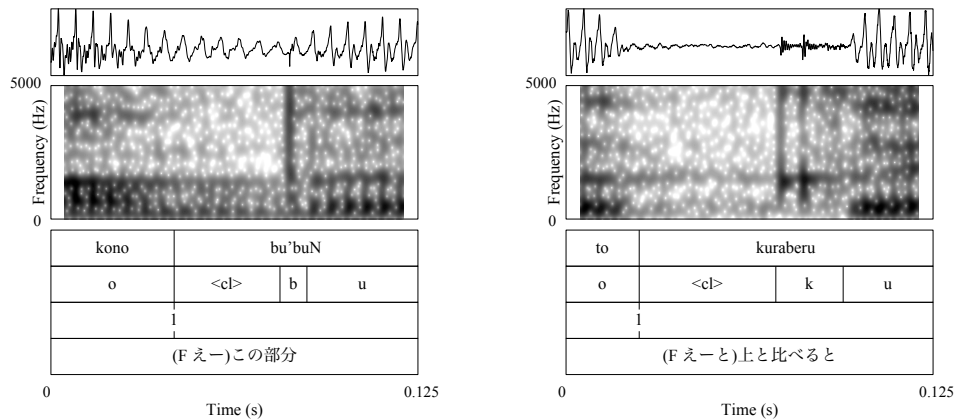 5000
Frequency (Hz)
0
kono bu’buN
o <cl> b u
1
(F えー)この部分
0 0.125
Time (s)
5000
Frequency (Hz)
0
to kuraberu
o <cl> k u
1
(F えーと)上と比べると
0 0.125
Time (s)